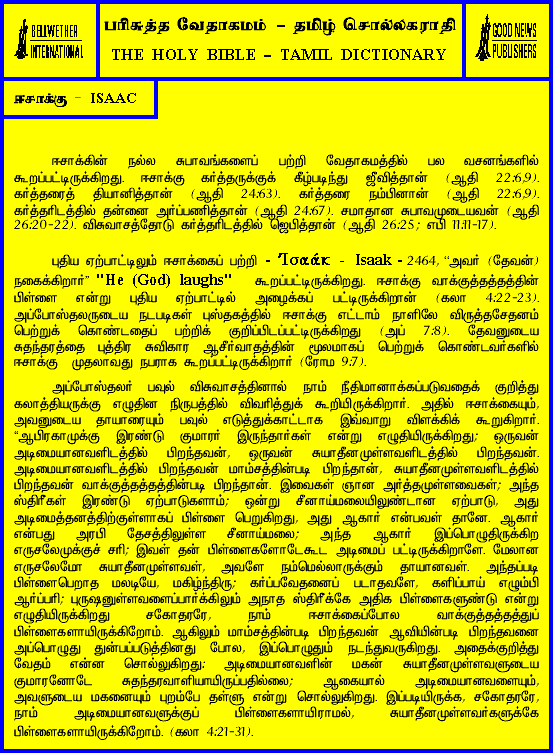 BELLWETHER
INTERNATIONAL
பரிசுத்த வேதாகமம் - தமிழ் சொல்லகராதி
THE HOLY BIBLE - TAMIL DICTIONARY
GOOD NEWS
PUBLISHERS
ஈசாக்கு - ISAAC
ஈசாக்கின் நல்ல சுபாவங்களைப் பற்றி வேதாகமத்தில் பல வசனங்களில்
கூறப்பட்டிருக்கிறது. ஈசாக்கு கர்த்தருக்குக் கீழ்படிந்து ஜீவித்தான் (ஆதி 22:6,9).
கர்த்தரைத் தியானித்தான் (ஆதி 24:63). கர்த்தரை நம்பினான் (ஆதி 22:6,9).
கர்த்தரிடத்தில் தன்னை அர்ப்பணித்தான் (ஆதி 24:67). சமாதான சுபாவமுடையவன் (ஆதி
26:20-22). விசுவாசத்தோடு கர்த்தரிடத்தில் ஜெபித்தான் (ஆதி 26:25; எபி 11:11-17).
புதிய ஏற்பாட்டிலும் ஈசாக்கைப் பற்றி - Ἰσαάκ - Isaak - 2464, “அவர் (தேவன்)
நகைக்கிறார்” "He (God) laughs" கூறப்பட்டிருக்கிறது. ஈசாக்கு வாக்குத்தத்தத்தின்
பிள்ளை என்று புதிய ஏற்பாட்டில் அழைக்கப் பட்டிருக்கிறான் (கலா 4:22-23).
அப்போஸ்தலருடைய நடபடிகள் புஸ்தகத்தில் ஈசாக்கு எட்டாம் நாளிலே விருத்தசேதனம்
பெற்றுக் கொண்டதைப் பற்றிக் குறிப்பிடப்பட்டிருக்கிறது (அப் 7:8). தேவனுடைய
சுதந்தரத்தை புத்திர சுவிகார ஆசீர்வாதத்தின் மூலமாகப் பெற்றுக் கொண்டவர்களில்
ஈசாக்கு முதலாவது நபராக கூறப்பட்டிருக்கிறார் (ரோம 9:7).
அப்போஸ்தலர் பவுல் விசுவாசத்தினால் நாம் நீதிமானாக்கப்படுவதைக் குறித்து
கலாத்தியருக்கு எழுதின நிருபத்தில் விவரித்துக் கூறியிருக்கிறார். அதில் ஈசாக்கையும்,
அவனுடைய தாயாரையும் பவுல் எடுத்துக்காட்டாக இவ்வாறு விளக்கிக் கூறுகிறார்.
“ஆபிரகாமுக்கு இரண்டு குமாரர் இருந்தார்கள் என்று எழுதியிருக்கிறது; ஒருவன்
அடிமையானவளிடத்தில் பிறந்தவன், ஒருவன் சுயாதீனமுள்ளவளிடத்தில் பிறந்தவன்.
அடிமையானவளிடத்தில் பிறந்தவன் மாம்சத்தின்படி பிறந்தான், சுயாதீனமுள்ளவளிடத்தில்
பிறந்தவன் வாக்குத்தத்தத்தின்படி பிறந்தான். இவைகள் ஞான அர்த்தமுள்ளவைகள்; அந்த
ஸ்திரீகள் இரண்டு ஏற்பாடுகளாம்; ஒன்று சீனாய்மலையிலுண்டான ஏற்பாடு, அது
அடிமைத்தனத்திற்குள்ளாகப் பிள்ளை பெறுகிறது, அது ஆகார் என்பவள் தானே. ஆகார்
என்பது அரபி தேசத்திலுள்ள சீனாய்மலை; அந்த ஆகார் இப்பொழுதிருக்கிற
எருசலேமுக்குச் சரி; இவள் தன் பிள்ளைகளோடேகூட அடிமைப் பட்டிருக்கிறாளே. மேலான
எருசலேமோ சுயாதீனமுள்ளவள், அவளே நம்மெல்லாருக்கும் தாயானவள். அந்தப்படி
பிள்ளைபெறாத மலடியே, மகிழ்ந்திரு; கர்ப்பவேதனைப் படாதவளே, களிப்பாய் எழும்பி
ஆர்ப்பரி; புருஷனுள்ளவளைப்பார்க்கிலும் அநாத ஸ்திரீக்கே அதிக பிள்ளைகளுண்டு என்று
எழுதியிருக்கிறது சகோதரரே, நாம் ஈசாக்கைப்போல வாக்குத்தத்தத்துப்
பிள்ளைகளாயிருக்கிறோம். ஆகிலும் மாம்சத்தின்படி பிறந்தவன் ஆவியின்படி பிறந்தவனை
அப்பொழுது துன்பப்படுத்தினது போல, இப்பொழுதும் நடந்துவருகிறது. அதைக்குறித்து
வேதம் என்ன சொல்லுகிறது; அடிமையானவளின் மகன் சுயாதீனமுள்ளவளுடைய
குமாரனோடே சுதந்தரவாளியாயிருப்பதில்லை; ஆகையால் அடிமையானவளையும்,
அவளுடைய மகனையும் புறம்பே தள்ளு என்று சொல்லுகிறது. இப்படியிருக்க, சகோதரரே,
நாம் அடிமையானவளுக்குப் பிள்ளைகளாயிராமல், சுயாதீனமுள்ளவர்களுக்கே
பிள்ளைகளாயிருக்கிறோம். (கலா 4:21-31).